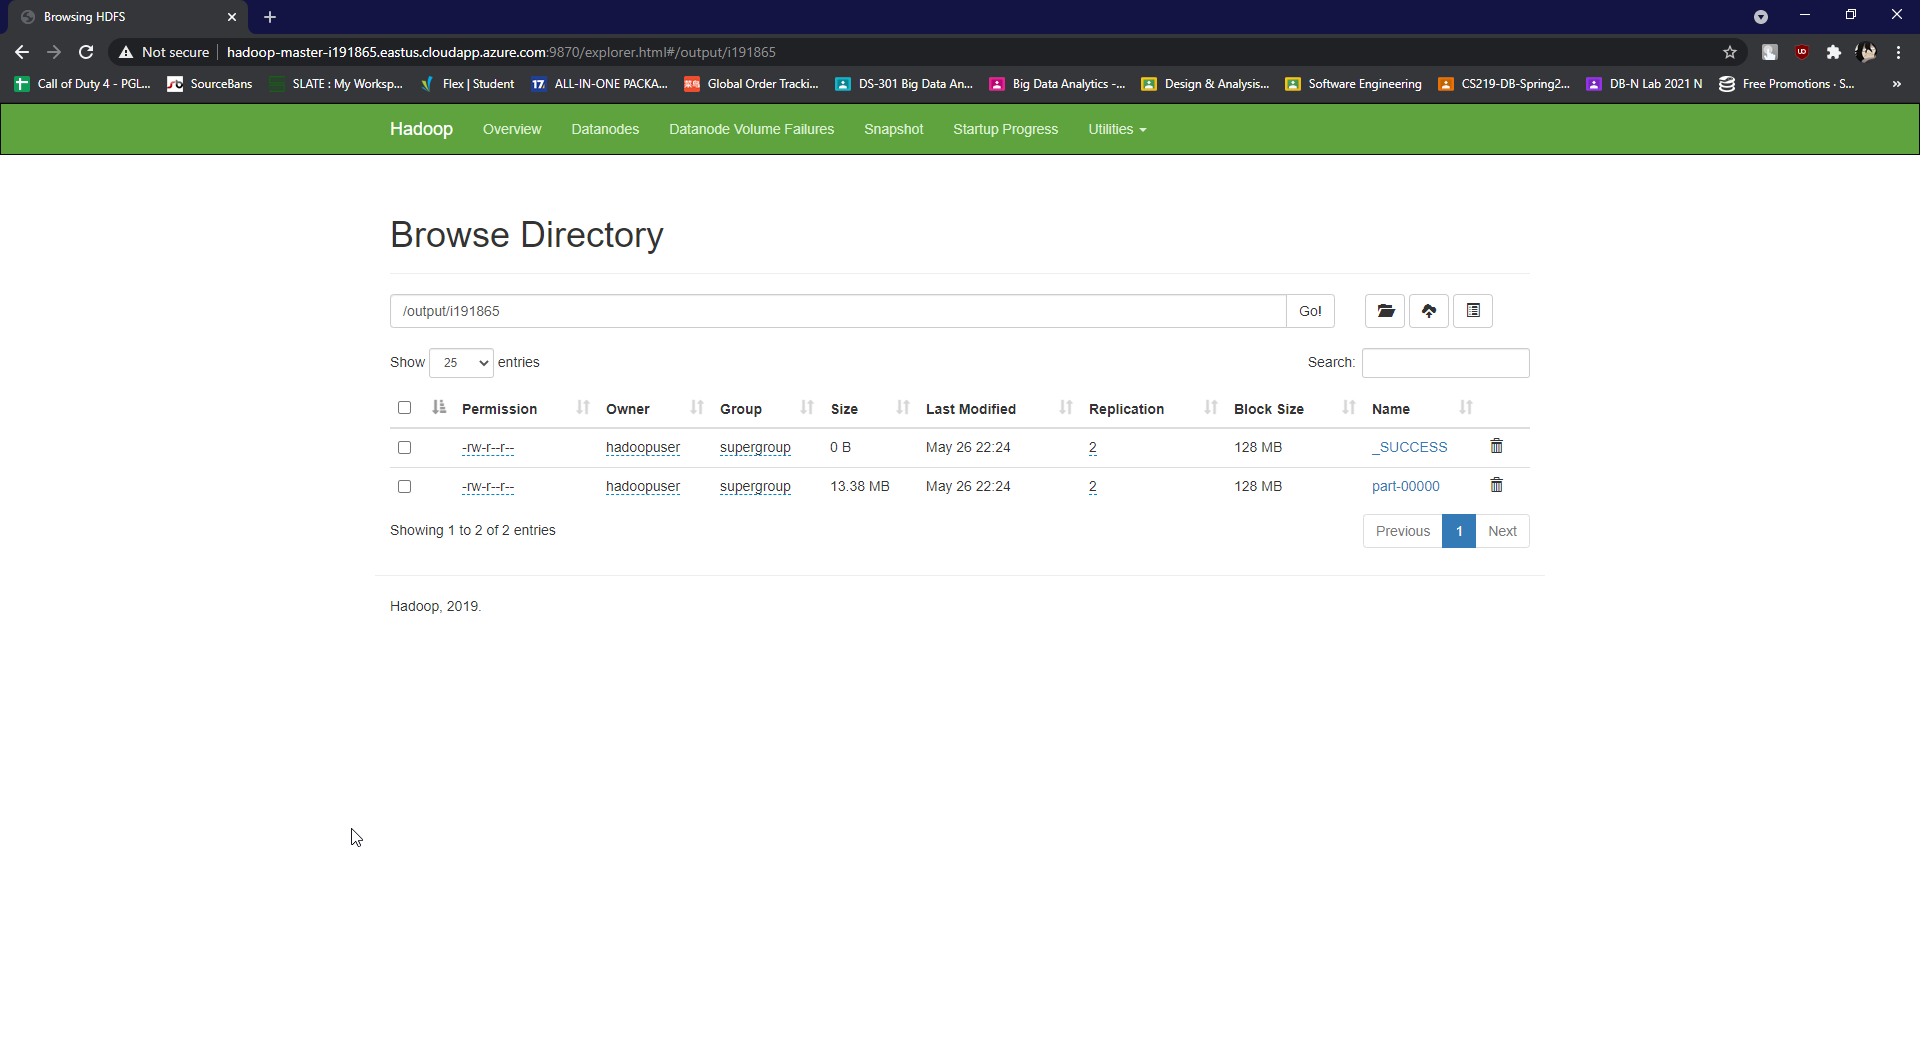 Browsing HDFS
Not secure hadoop-master-i191865.eastus.cloudapp.azure.com:9870/explorer.html#/output/i191865
Call of Duty 4 - PGL... SourceBans SLATE : My Worksp... Flex | Student ALL-IN-ONE PACKA... Global Order Tracki... DS-301 Big Data An... Big Data Analytics -... Design & Analysis... Software Engineering CS219-DB-Spring2... DB-N Lab 2021 N Free Promotions · S... »
Hadoop Overview Datanodes Datanode Volume Failures Snapshot Startup Progress Utilities
Browse Directory
/output/i191865 Go!
Show 25 entries Search:
Permission Owner Group Size Last Modified Replication Block Size Name
-rw-r--r-- hadoopuser supergroup 0 B May 26 22:24 2 128 MB _SUCCESS
-rw-r--r-- hadoopuser supergroup 13.38 MB May 26 22:24 2 128 MB part-00000
Showing 1 to 2 of 2 entries Previous 1 Next
Hadoop, 2019.